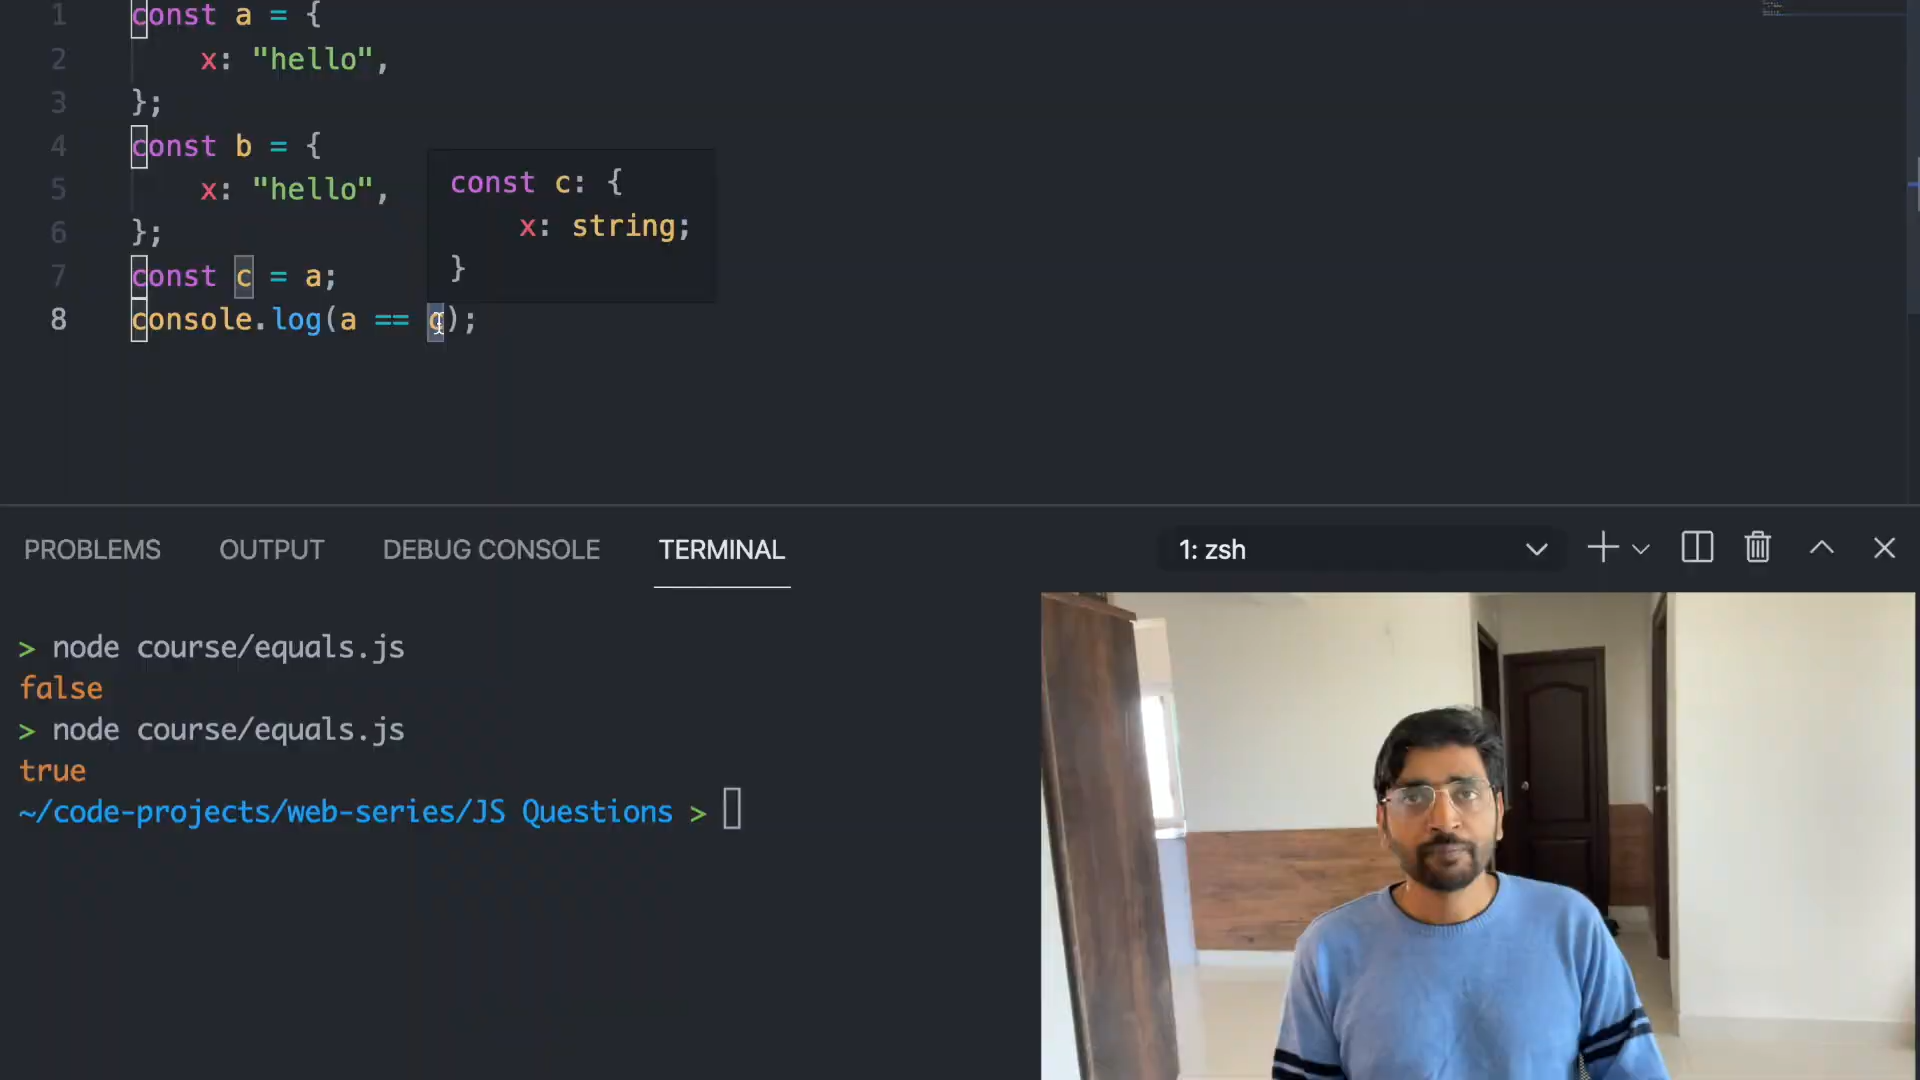 1 const a = {
2 x: "hello",
3 };
4 const b = {
5 x: "hello",
6 };
7 const c = a;
8 console.log(a == c);
const c: {
x: string;
}
PROBLEMS OUTPUT DEBUG CONSOLE TERMINAL 1: zsh
> node course/equals.js
false
> node course/equals.js
true
~/code-projects/web-series/JS Questions >